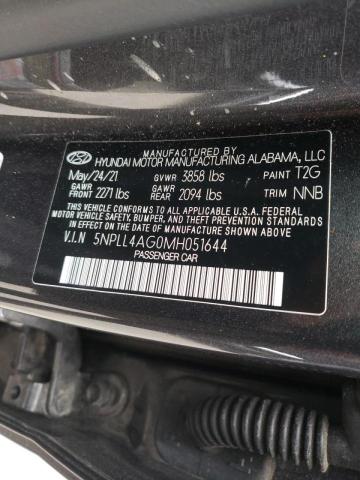 MANUFACTURED BY
HYUNDAI MOTOR MANUFACTURING ALABAMA, LLC
May/24/21 GVWR 3858 lbs PAINT T2G
GAWR FRONT 2271 lbs GAWR REAR 2094 lbs TRIM NNB
THIS VEHICLE CONFORMS TO ALL APPLICABLE U.S. FEDERAL
MOTOR VEHICLE SAFETY, BUMPER, AND THEFT PREVENTION STANDARDS
IN EFFECT ON THE DATE OF MANUFACTURE SHOWN ABOVE.
V.I.N 5NPLL4AG0MH051644
PASSENGER CAR